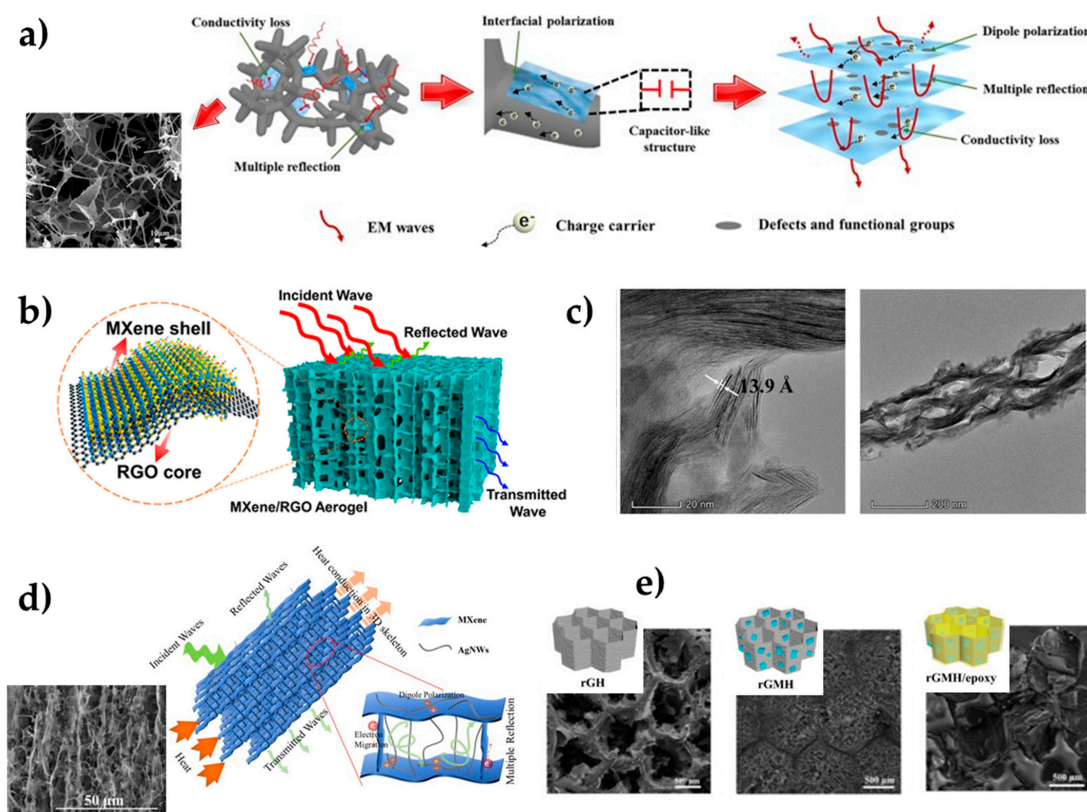 a)
Conductivity loss
Multiple reflection
Interfacial polarization
Capacitor-like
structure
Dipole polarization
Multiple reflection
Conductivity loss
10μm
EM waves
e-
Charge carrier
Defects and functional groups
b)
MXene shell
RGO core
Incident Wave
Reflected Wave
Transmitted
Wave
MXene/RGO Aerogel
c)
13.9 Å
20 nm
200 nm
d)
Incident Waves
Reflected Waves
Heat conduction in 3D skeleton
MXene
AgNWs
Heat
Transmitted Waves
Dipole Polarization
Electron
Migration
Multiple Reflection
50 μm
e)
rGH
500 μm
rGMH
500 μm
rGMH/epoxy
500 μm